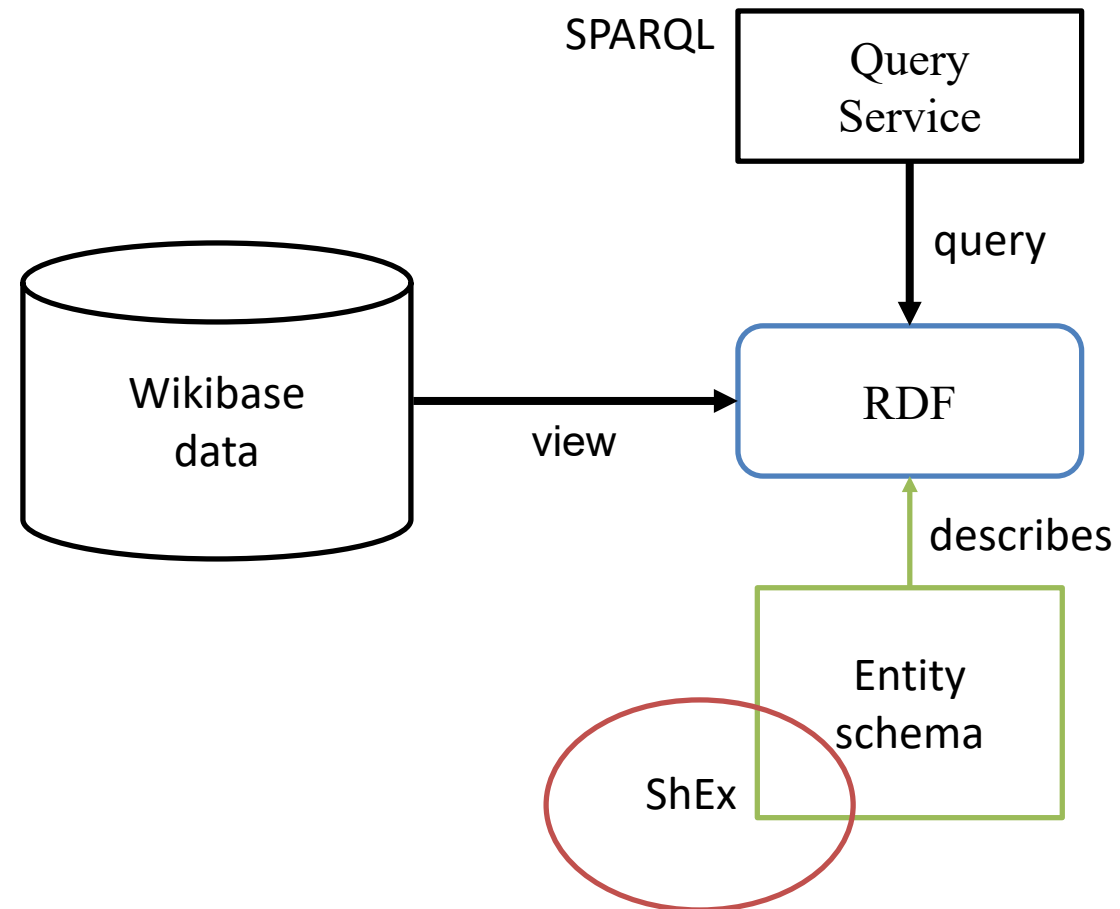 SPARQL
Query
Service
query
Wikibase
data
view
RDF
describes
Entity
schema
ShEx